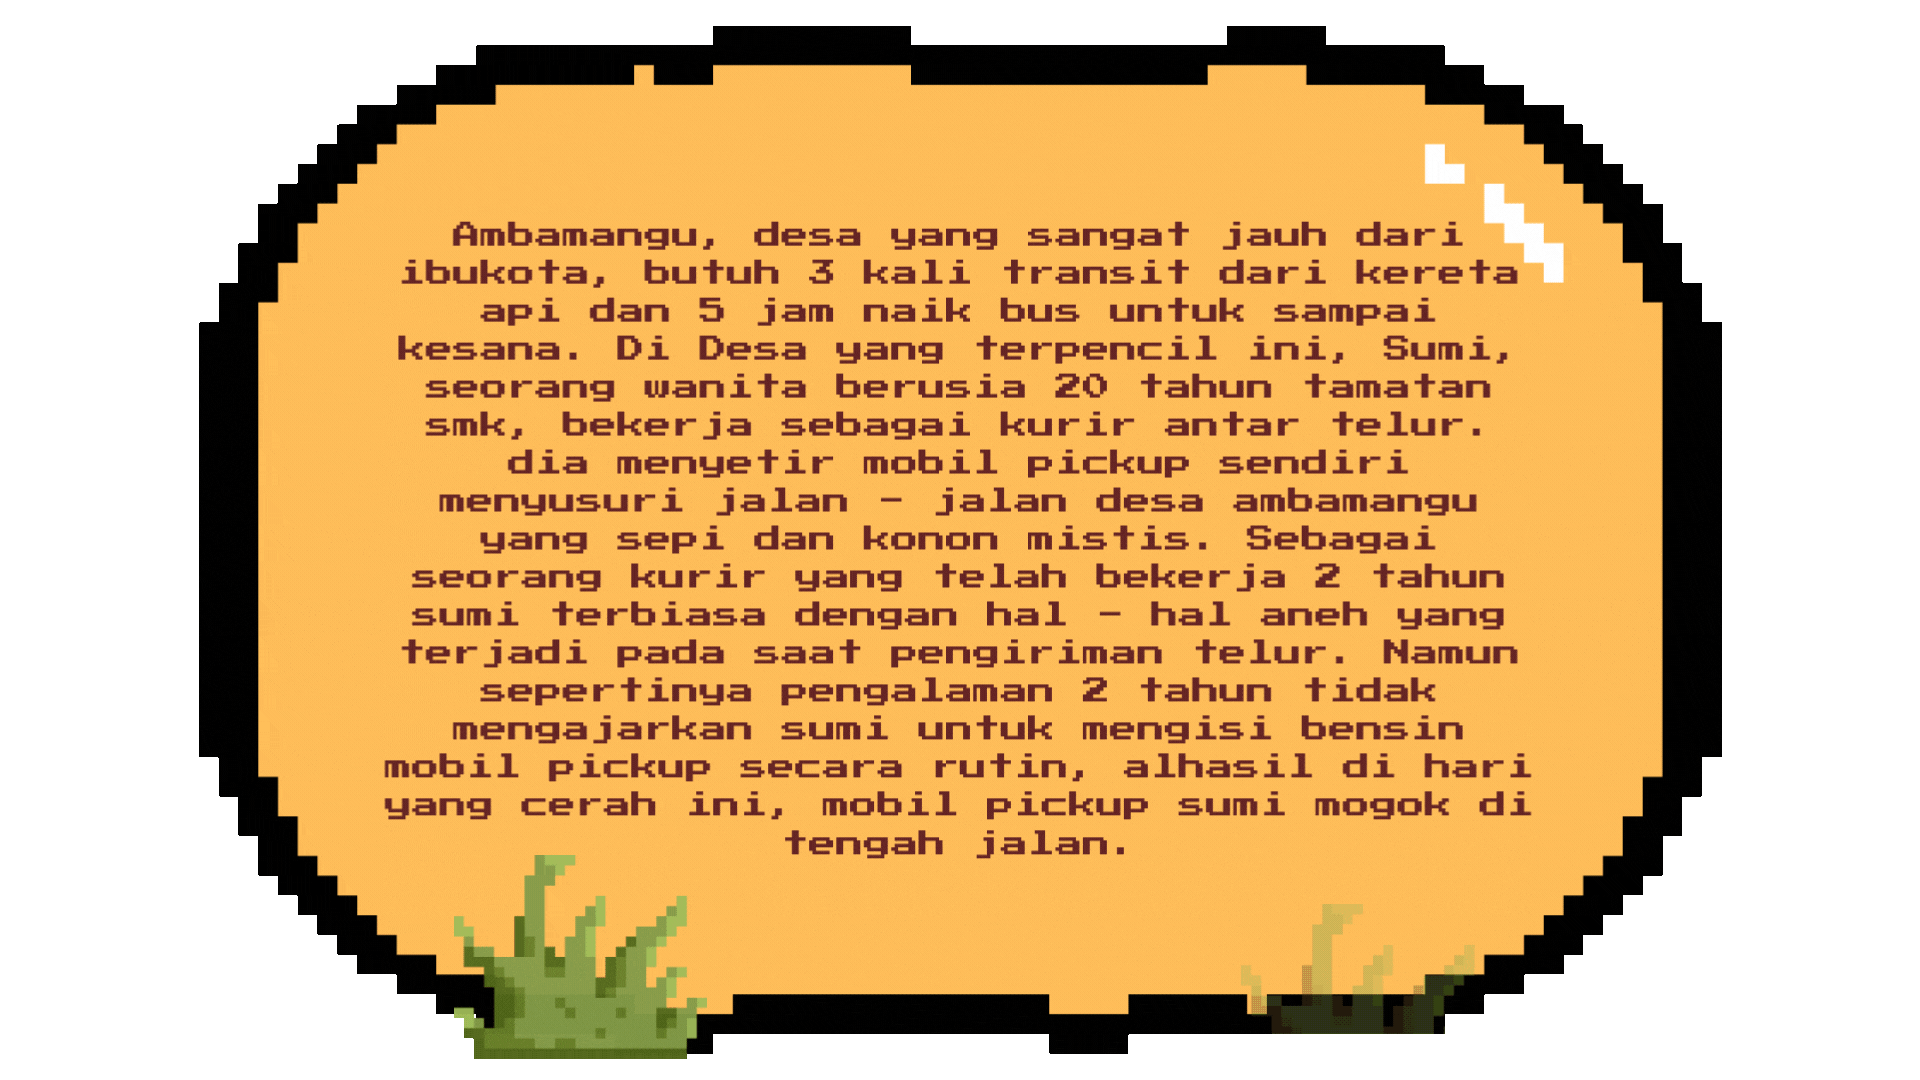 Ambamangu, desa yang sangat jauh dari
ibukota, butuh 3 kali transit dari kereta
api dan 5 jam naik bus untuk sampai
kesana. Di Desa yang terpencil ini, Sumi,
seorang wanita berusia 20 tahun tamatan
smk, bekerja sebagai kurir antar telur.
dia menyetir mobil pickup sendiri
menyusuri jalan - jalan desa ambamangu
yang sepi dan konon mistis. Sebagai
seorang kurir yang telah bekerja 2 tahun
sumi terbiasa dengan hal - hal aneh yang
terjadi pada saat pengiriman telur. Namun
sepertinya pengalaman 2 tahun tidak
mengajarkan sumi untuk mengisi bensin
mobil pickup secara rutin, alhasil di hari
yang cerah ini, mobil pickup sumi mogok di
tengah jalan.